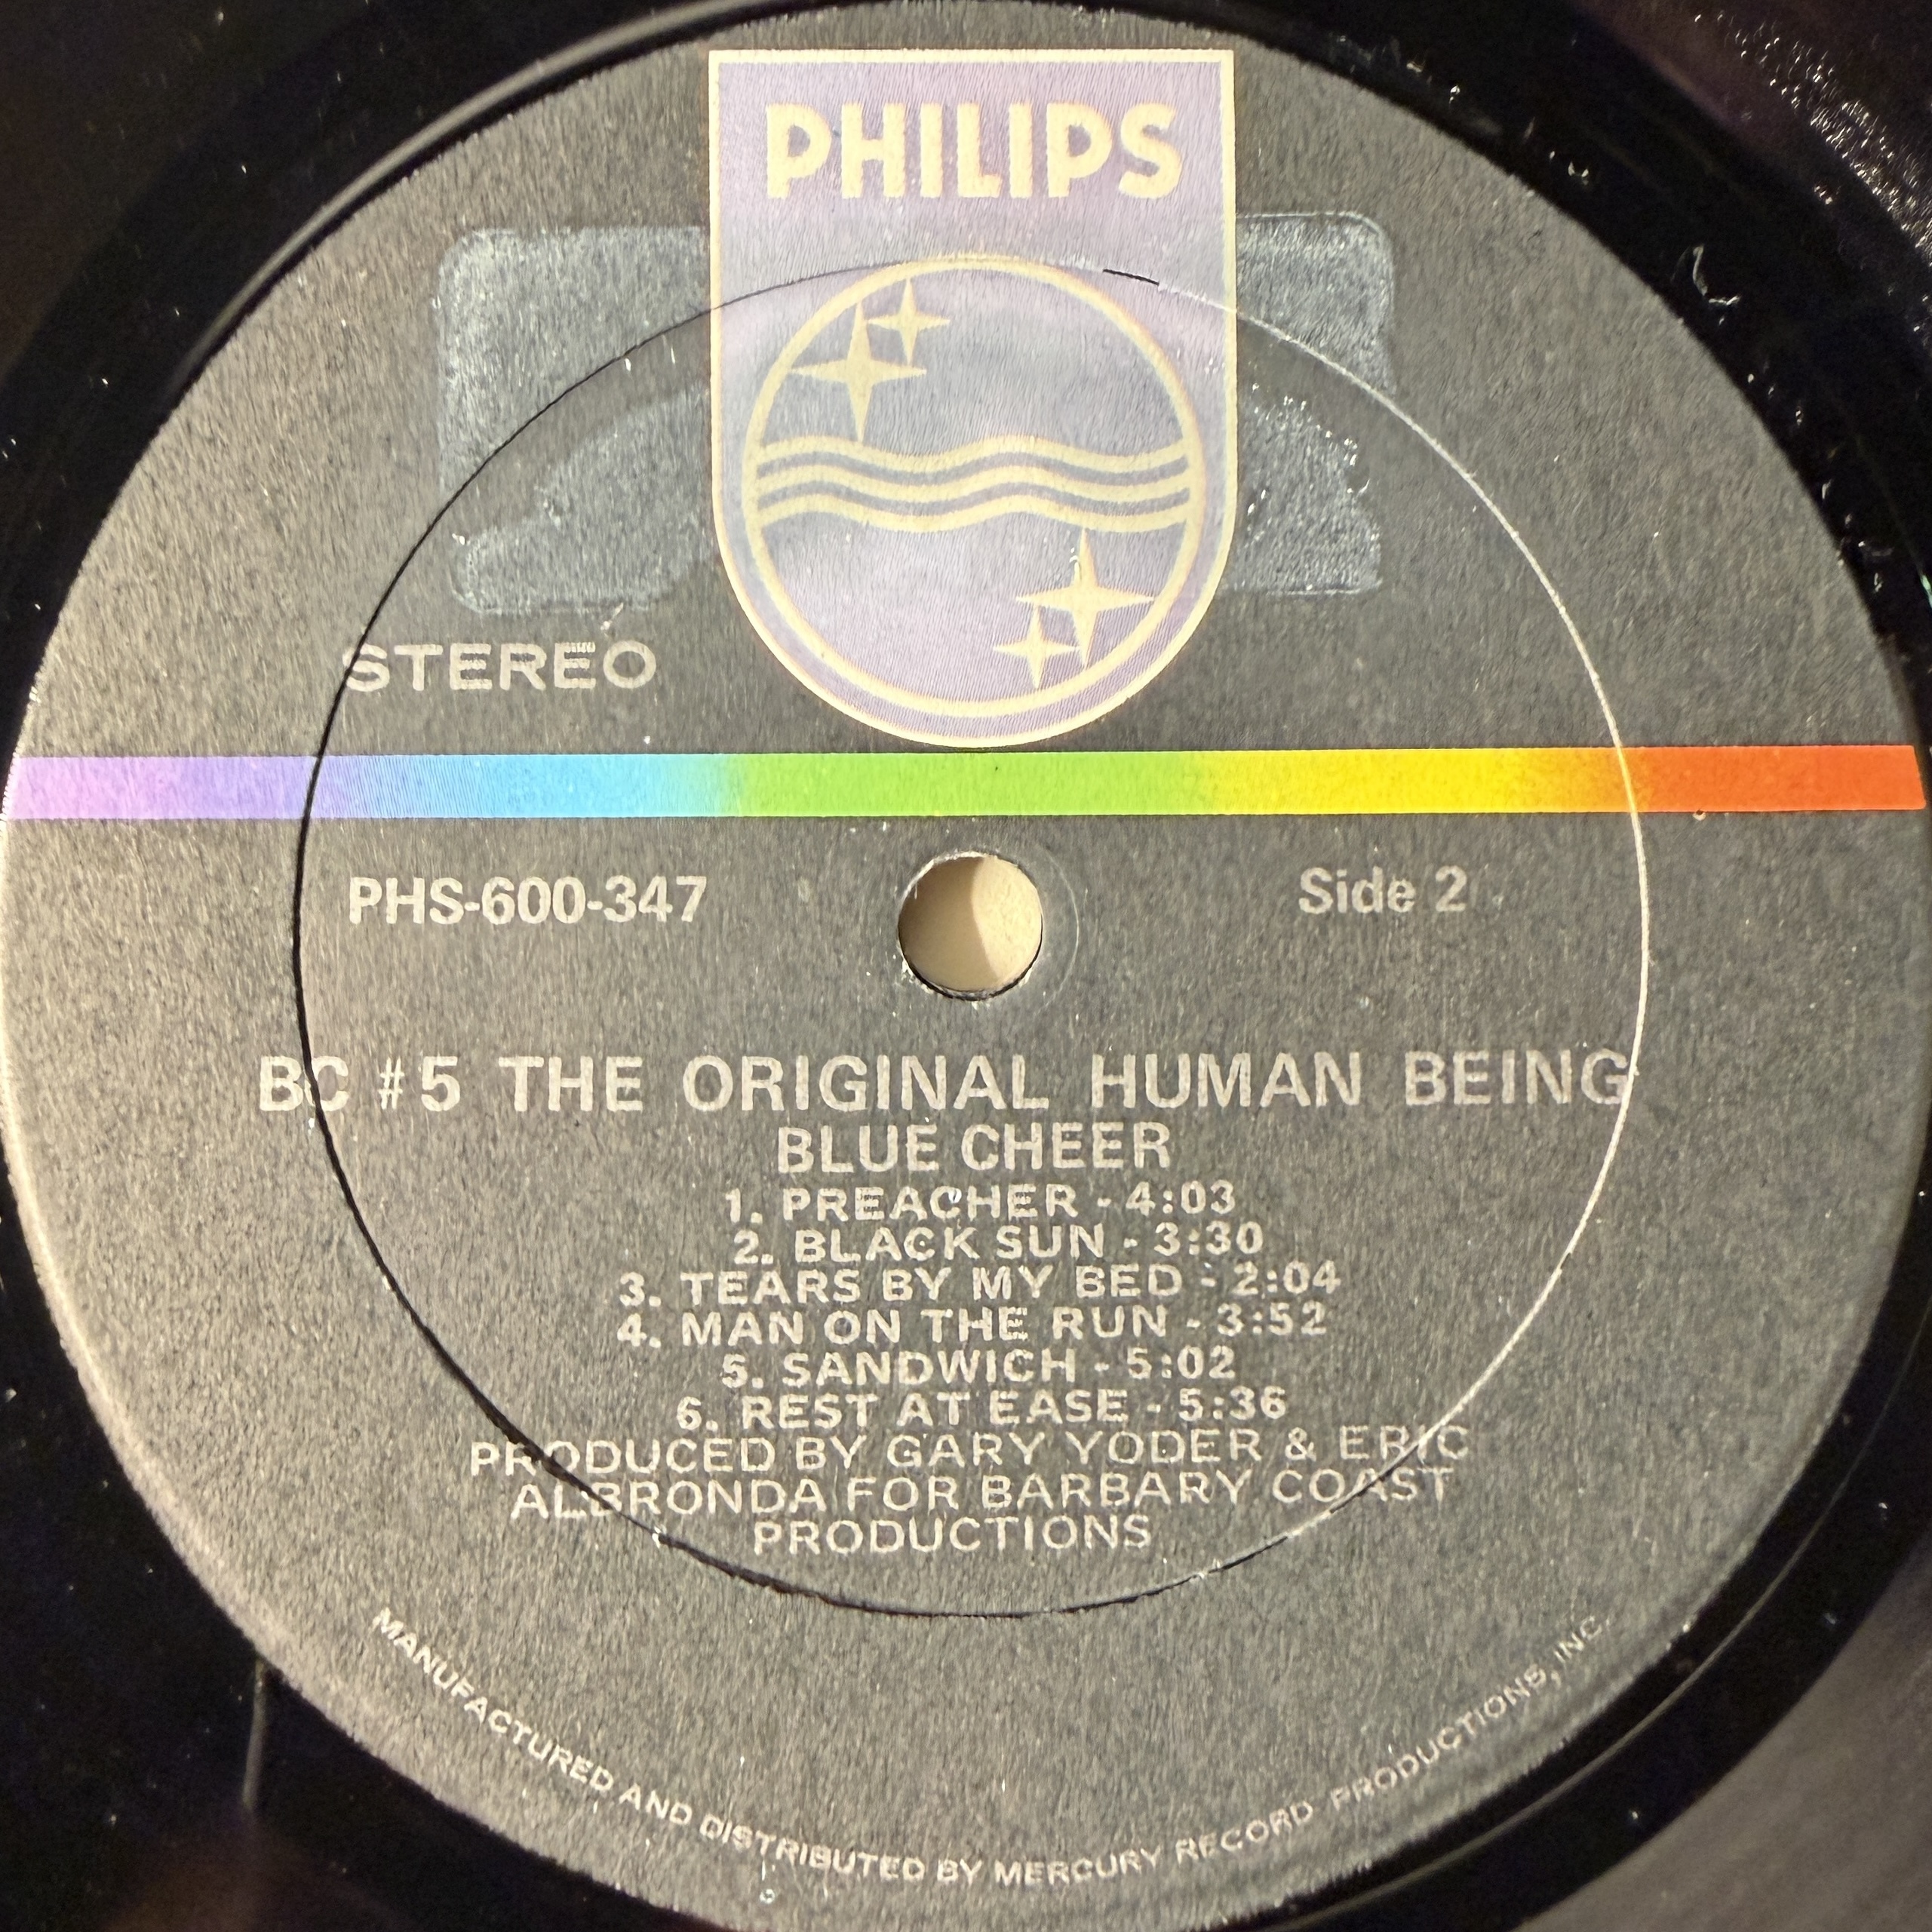 PHILIPS
STEREO
PHS-600-347
Side 2
BC #5 THE ORIGINAL HUMAN BEING
BLUE CHEER
1. PREACHER - 4:03
2. BLACK SUN - 3:30
3. TEARS BY MY BED - 2:04
4. MAN ON THE RUN - 3:52
5. SANDWICH - 5:02
6. REST AT EASE - 5:36
PRODUCED BY GARY YODER & ERIC
ALBRONDA FOR BARBARY COAST
PRODUCTIONS
MANUFACTURED AND DISTRIBUTED BY MERCURY RECORD PRODUCTIONS, INC.